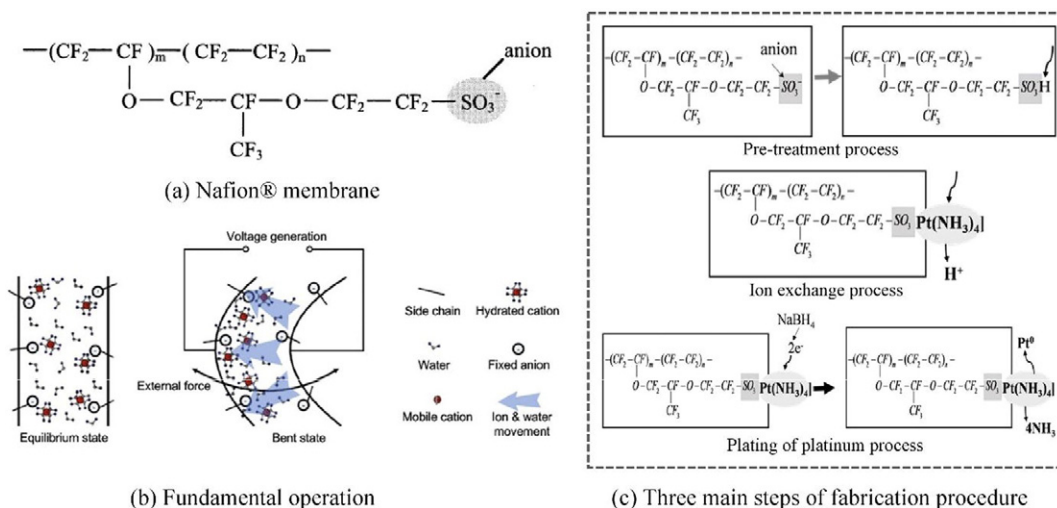 —(CF₂—CF)ₘ—(CF₂—CF₂)ₙ—
anion
O—CF₂—CF—O—CF₂—CF₂—SO₃⁻
CF₃
(a) Nafion® membrane
Voltage generation
External force
Equilibrium state
Bent state
Side chain
Hydrated cation
Water
Fixed anion
Mobile cation
Ion & water
movement
(b) Fundamental operation
-(CF₂-CF)ₘ-(CF₂-CF₂)ₙ-
anion
O-CF₂-CF-O-CF₂-CF₂-SO₃⁻
CF₃
-(CF₂-CF)ₘ-(CF₂-CF₂)ₙ-
O-CF₂-CF-O-CF₂-CF₂-SO₃H
CF₃
Pre-treatment process
-(CF₂-CF)ₘ-(CF₂-CF₂)ₙ-
O-CF₂-CF-O-CF₂-CF₂-SO₃ Pt(NH₃)₄]
CF₃
H⁺
Ion exchange process
NaBH₄
2e⁻
-(CF₂-CF)ₘ-(CF₂-CF₂)ₙ-
O-CF₂-CF-O-CF₂-CF₂-SO₃ Pt(NH₃)₄]
CF₃
Pt⁰
-(CF₂-CF)ₘ-(CF₂-CF₂)ₙ-
O-CF₂-CF-O-CF₂-CF₂-SO₃ Pt(NH₃)₄]
CF₃
4NH₃
Plating of platinum process
(c) Three main steps of fabrication procedure